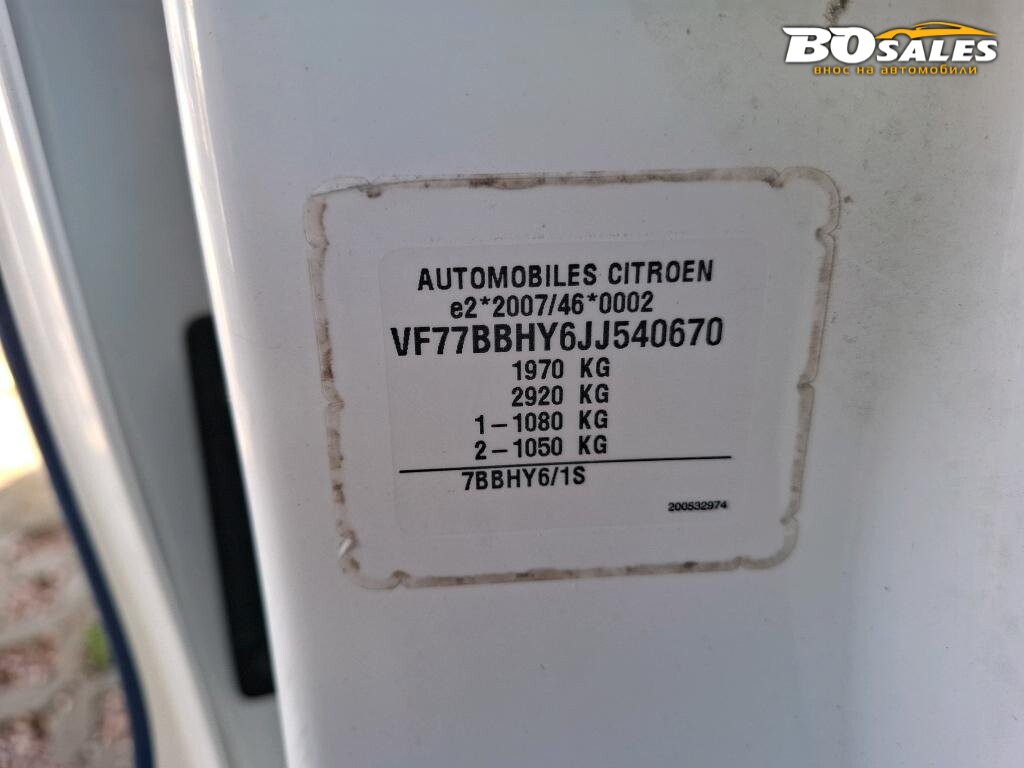 BOSALES
внос на автомобили
AUTOMOBILES CITROEN
e2*2007/46*0002
VF77BBHY6JJ540670
1970 KG
2920 KG
1-1080 KG
2-1050 KG
7BBHY6/1S
200532974